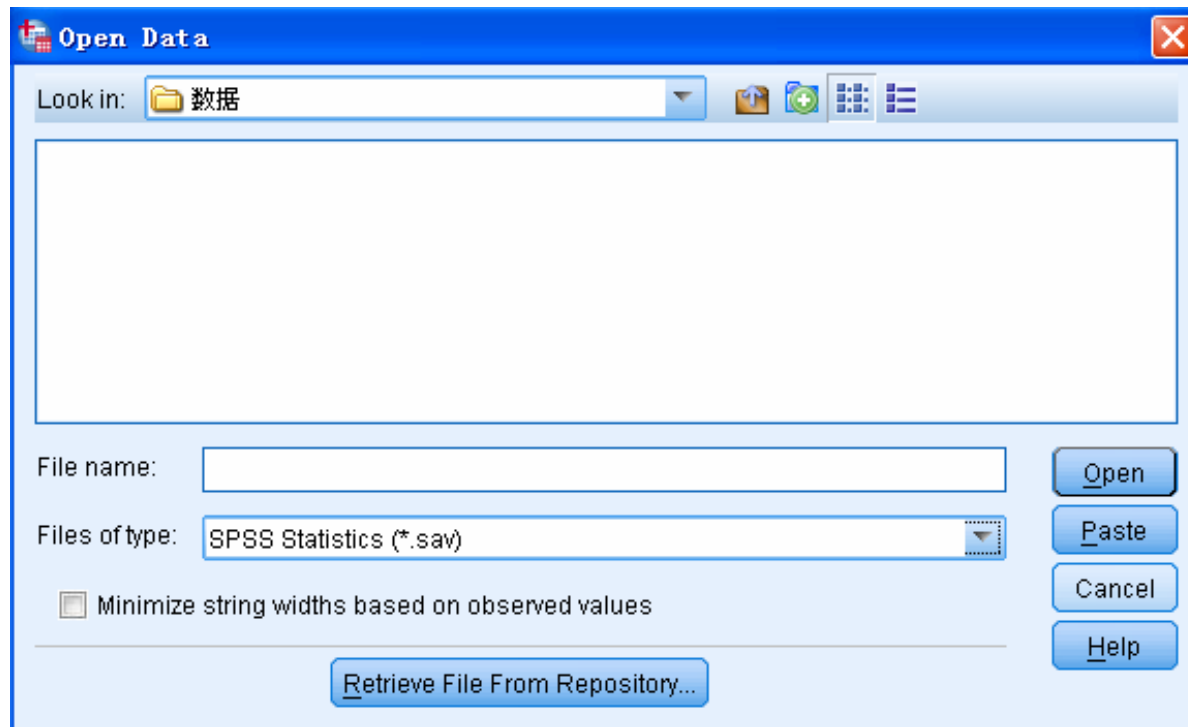 Open Data
Look in: 数据
File name:
Open
Files of type: SPSS Statistics (*.sav)
Paste
Minimize string widths based on observed values
Cancel
Help
Retrieve File From Repository...